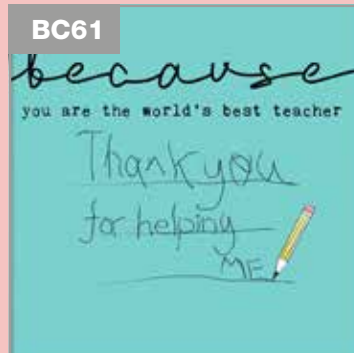 BC61
because
you are the world's best teacher
Thank you
for helping
ME